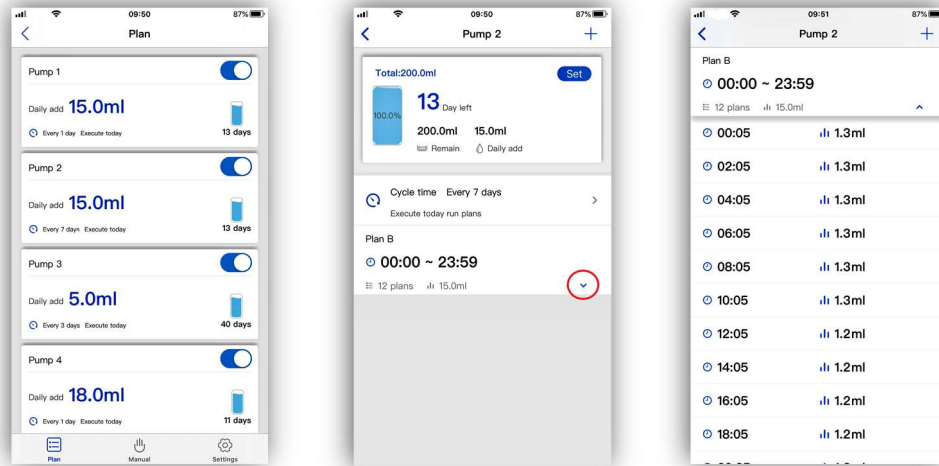 09:50
87%
Plan
Pump 1
Daily add 15.0ml
Every 1 day Execute today
13 days
Pump 2
Daily add 15.0ml
Every 7 days Execute today
13 days
Pump 3
Daily add 5.0ml
Every 3 days Execute today
40 days
Pump 4
Daily add 18.0ml
Every 1 day Execute today
11 days
Plan Manual Settings
09:50
87%
Pump 2
Total:200.0ml
Set
100.0%
13 Day left
200.0ml 15.0ml
Remain Daily add
Cycle time Every 7 days
Execute today run plans
Plan B
00:00 ~ 23:59
12 plans 15.0ml
09:51
87%
Pump 2
Plan B
00:00 ~ 23:59
12 plans 15.0ml
00:05 1.3ml
02:05 1.3ml
04:05 1.3ml
06:05 1.3ml
08:05 1.3ml
10:05 1.3ml
12:05 1.2ml
14:05 1.2ml
16:05 1.2ml
18:05 1.2ml